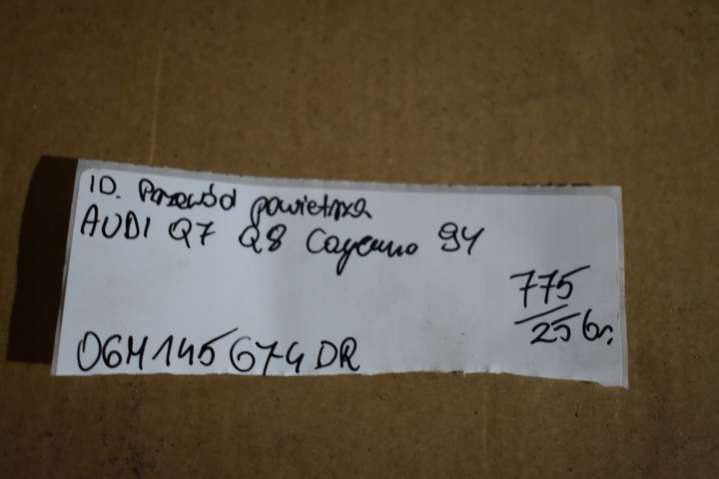 10. Przewód powietrza
AUDI Q7 Q8 Cayenne 9Y
775
25 br.
06M145674DR